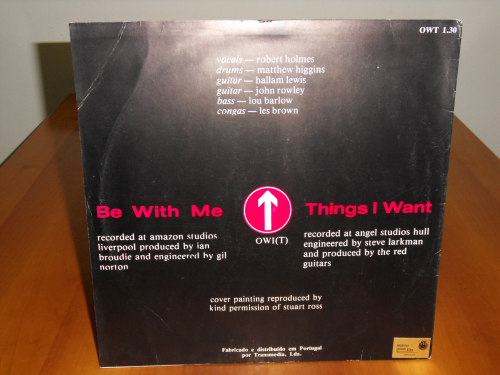 OWT 1.30
vocals — robert holmes
drums — matthew higgins
guitar — hallam lewis
guitar — john rowley
bass — lou barlow
congas — les brown
Be With Me
OWI(T)
Things I Want
recorded at amazon studios
liverpool produced by ian
broudie and engineered by gil
norton
recorded at angel studios hull
engineered by steve larkman
and produced by the red
guitars
cover painting reproduced by
kind permission of stuart ross
Fabricado e distribuído em Portugal
por Transmedia, Lda.